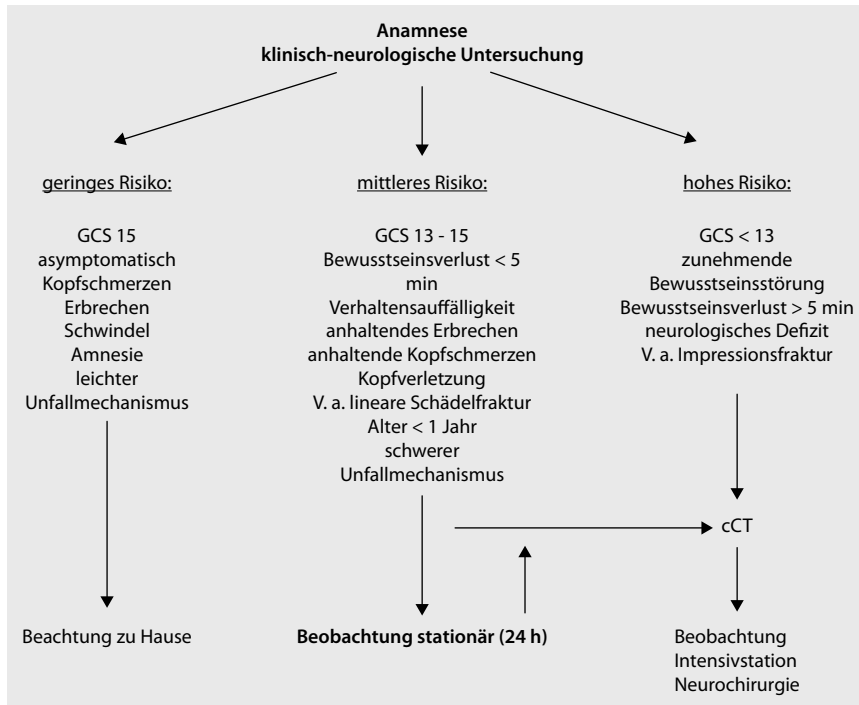 Anamnese
klinisch-neurologische Untersuchung
geringes Risiko:
GCS 15
asymptomatisch
Kopfschmerzen
Erbrechen
Schwindel
Amnesie
leichter
Unfallmechanismus
Beachtung zu Hause
mittleres Risiko:
GCS 13 - 15
Bewusstseinsverlust < 5
min
Verhaltensauffälligkeit
anhaltendes Erbrechen
anhaltende Kopfschmerzen
Kopfverletzung
V. a. lineare Schädelfraktur
Alter < 1 Jahr
schwerer
Unfallmechanismus
Beobachtung stationär (24 h)
hohes Risiko:
GCS < 13
zunehmende
Bewusstseinsstörung
Bewusstseinsverlust > 5 min
neurologisches Defizit
V. a. Impressionsfraktur
cCT
Beobachtung
Intensivstation
Neurochirurgie